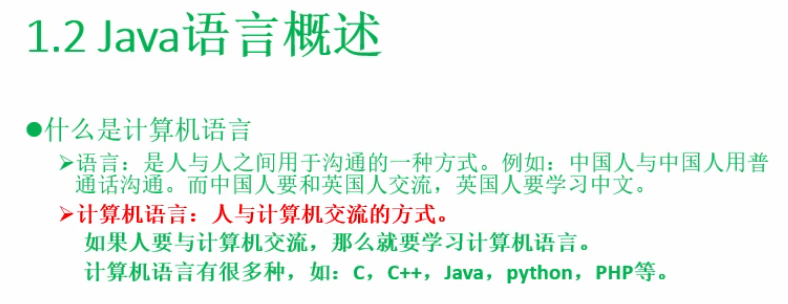 1.2 Java语言概述
●什么是计算机语言
➢语言：是人与人之间用于沟通的一种方式。例如：中国人与中国人用普
通话沟通。而中国人要和英国人交流，英国人要学习中文。
➢计算机语言：人与计算机交流的方式。
如果人要与计算机交流，那么就要学习计算机语言。
计算机语言有很多种，如：C，C++，Java，python，PHP等。